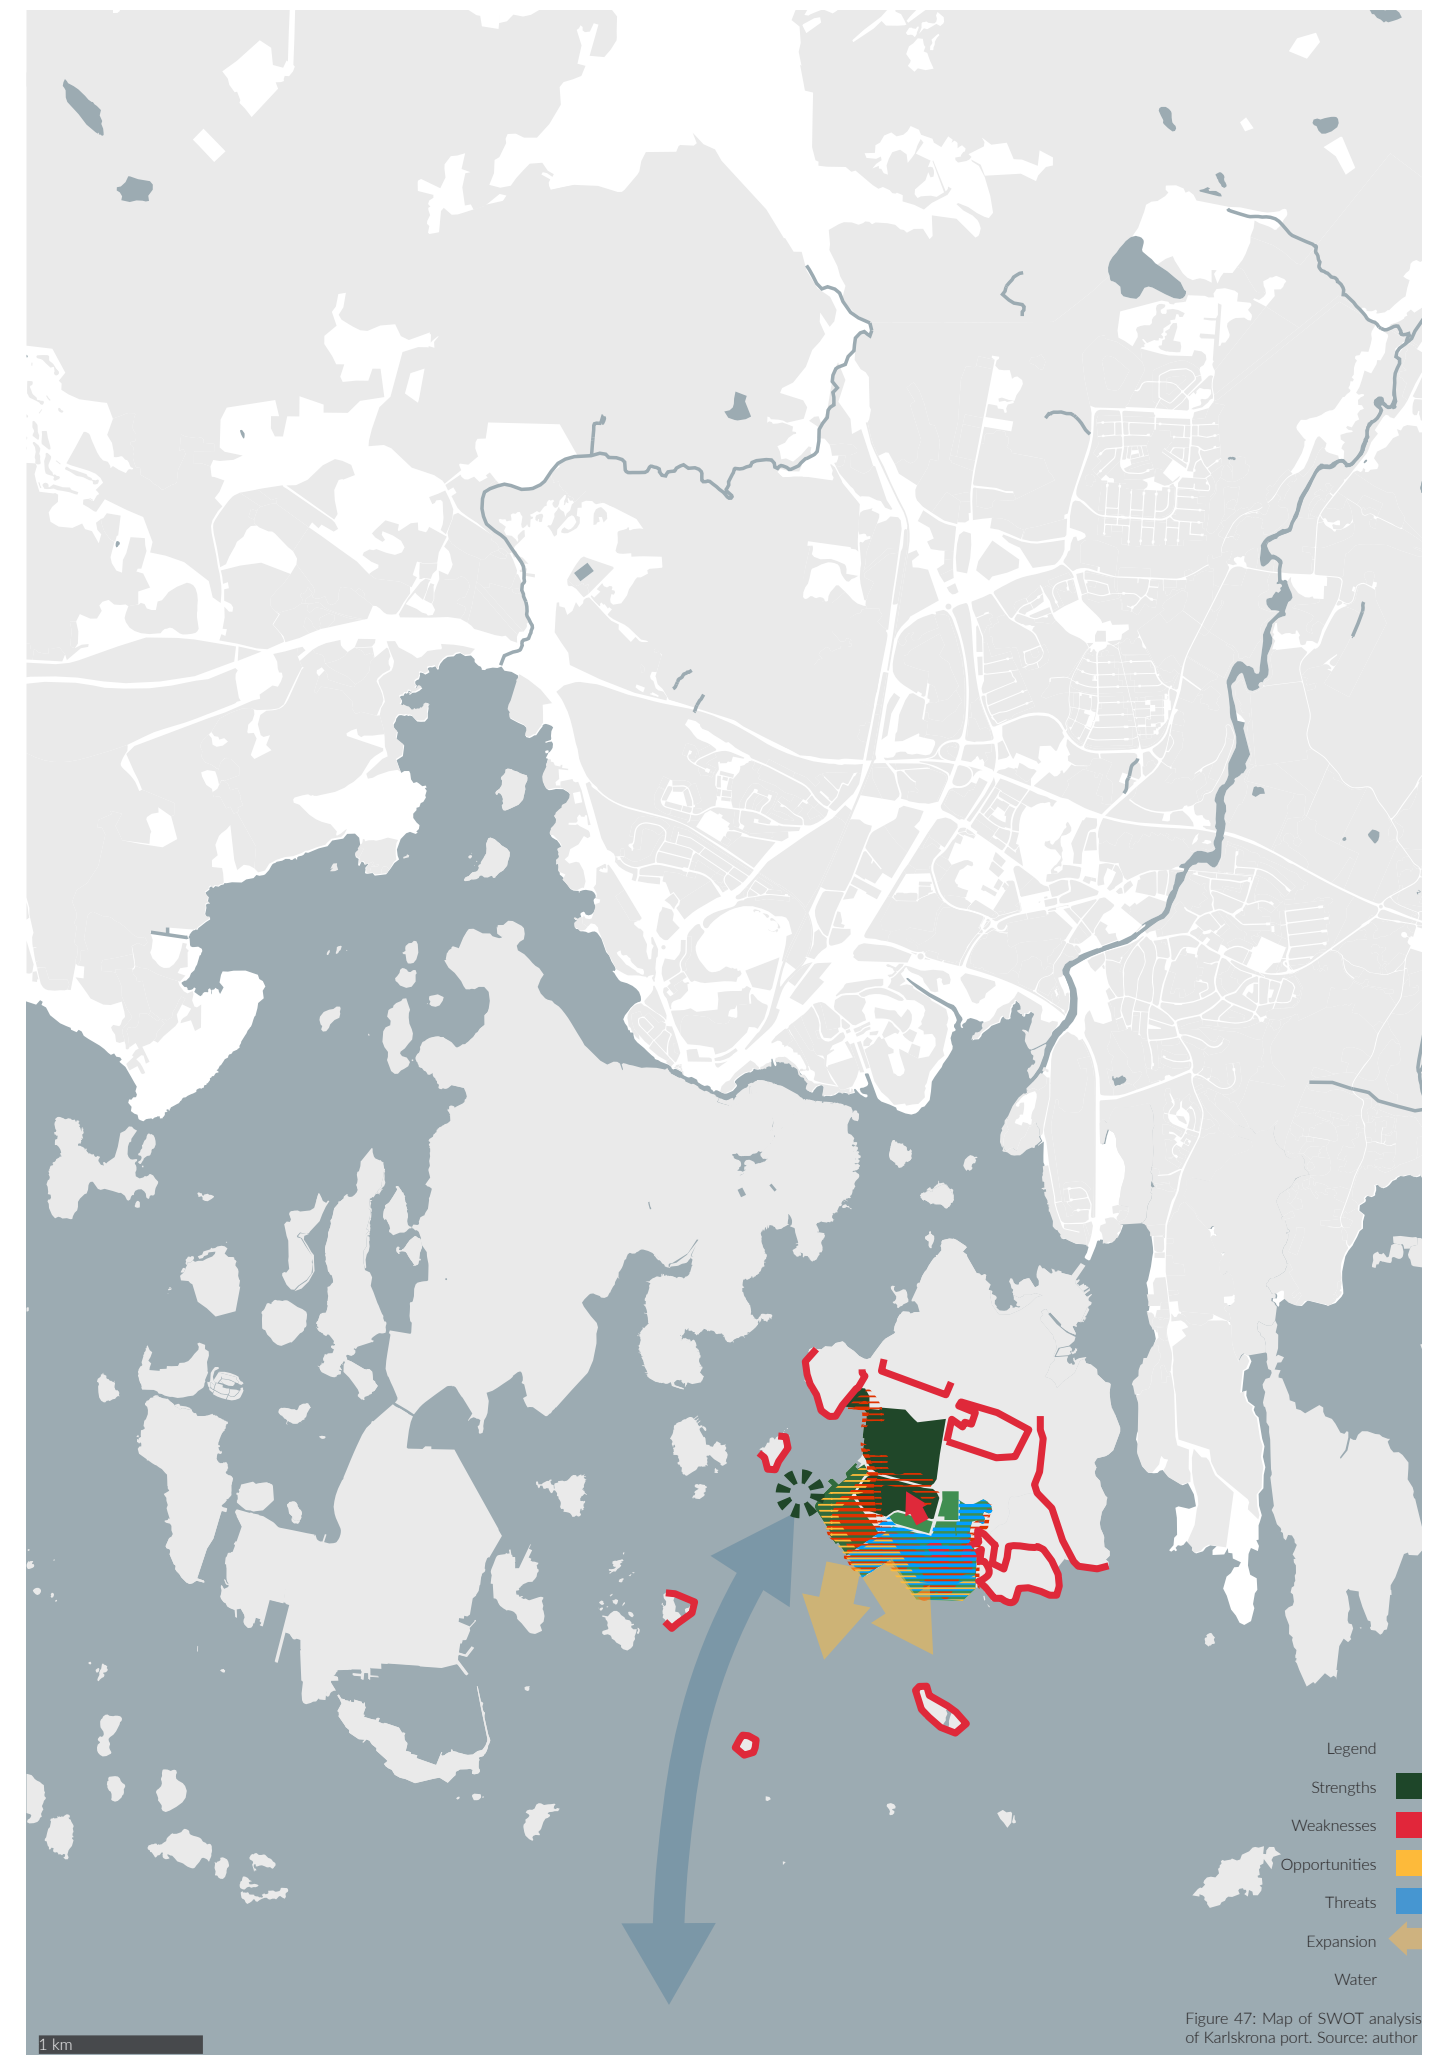 Legend
Strengths
Weaknesses
Opportunities
Threats
Expansion
Water
Figure 47: Map of SWOT analysis
of Karlskrona port. Source: author
1 km